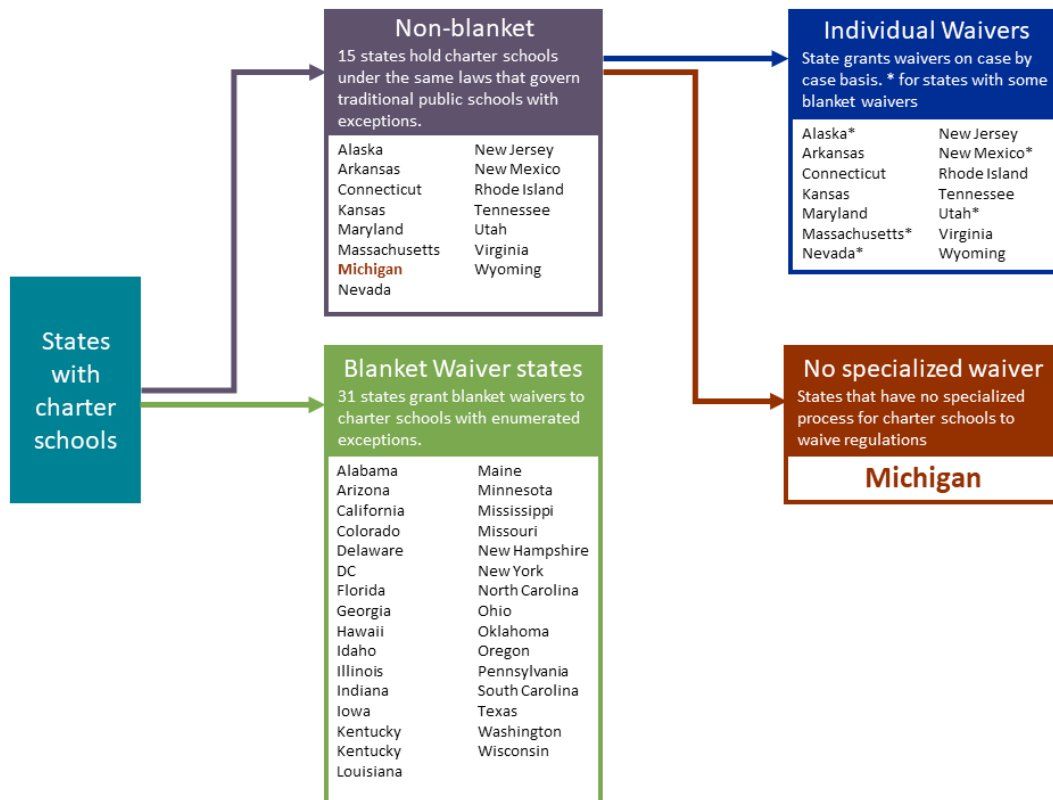 States
with
charter
schools
Non-blanket
15 states hold charter schools
under the same laws that govern
traditional public schools with
exceptions.
Alaska
Arkansas
Connecticut
Kansas
Maryland
Massachusetts
Michigan
Nevada
New Jersey
New Mexico
Rhode Island
Tennessee
Utah
Virginia
Wyoming
Blanket Waiver states
31 states grant blanket waivers to
charter schools with enumerated
exceptions.
Alabama
Arizona
California
Colorado
Delaware
DC
Florida
Georgia
Hawaii
Idaho
Illinois
Indiana
Iowa
Kentucky
Kentucky
Louisiana
Maine
Minnesota
Mississippi
Missouri
New Hampshire
New York
North Carolina
Ohio
Oklahoma
Oregon
Pennsylvania
South Carolina
Texas
Washington
Wisconsin
Individual Waivers
State grants waivers on case by
case basis. * for states with some
blanket waivers
Alaska*
Arkansas
Connecticut
Kansas
Maryland
Massachusetts*
Nevada*
New Jersey
New Mexico*
Rhode Island
Tennessee
Utah*
Virginia
Wyoming
No specialized waiver
States that have no specialized
process for charter schools to
waive regulations
Michigan